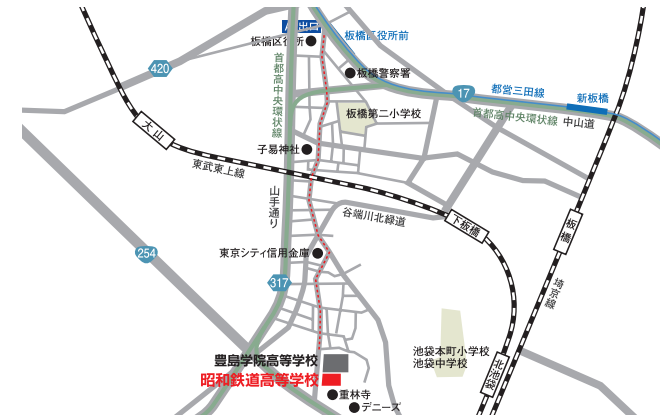 出口
板橋区役所
板橋区役所前
420
首都高中央環状線
板橋警察署
17
都営三田線
新板橋
首都高中央環状線
中山道
板橋第二小学校
大山
子易神社
東武東上線
山手通り
谷端川北緑道
下板橋
板橋
東京シティ信用金庫
254
317
埼京線
池袋本町小学校
池袋中学校
北池袋
豊島学院高等学校
昭和鉄道高等学校
重林寺
デニーズ